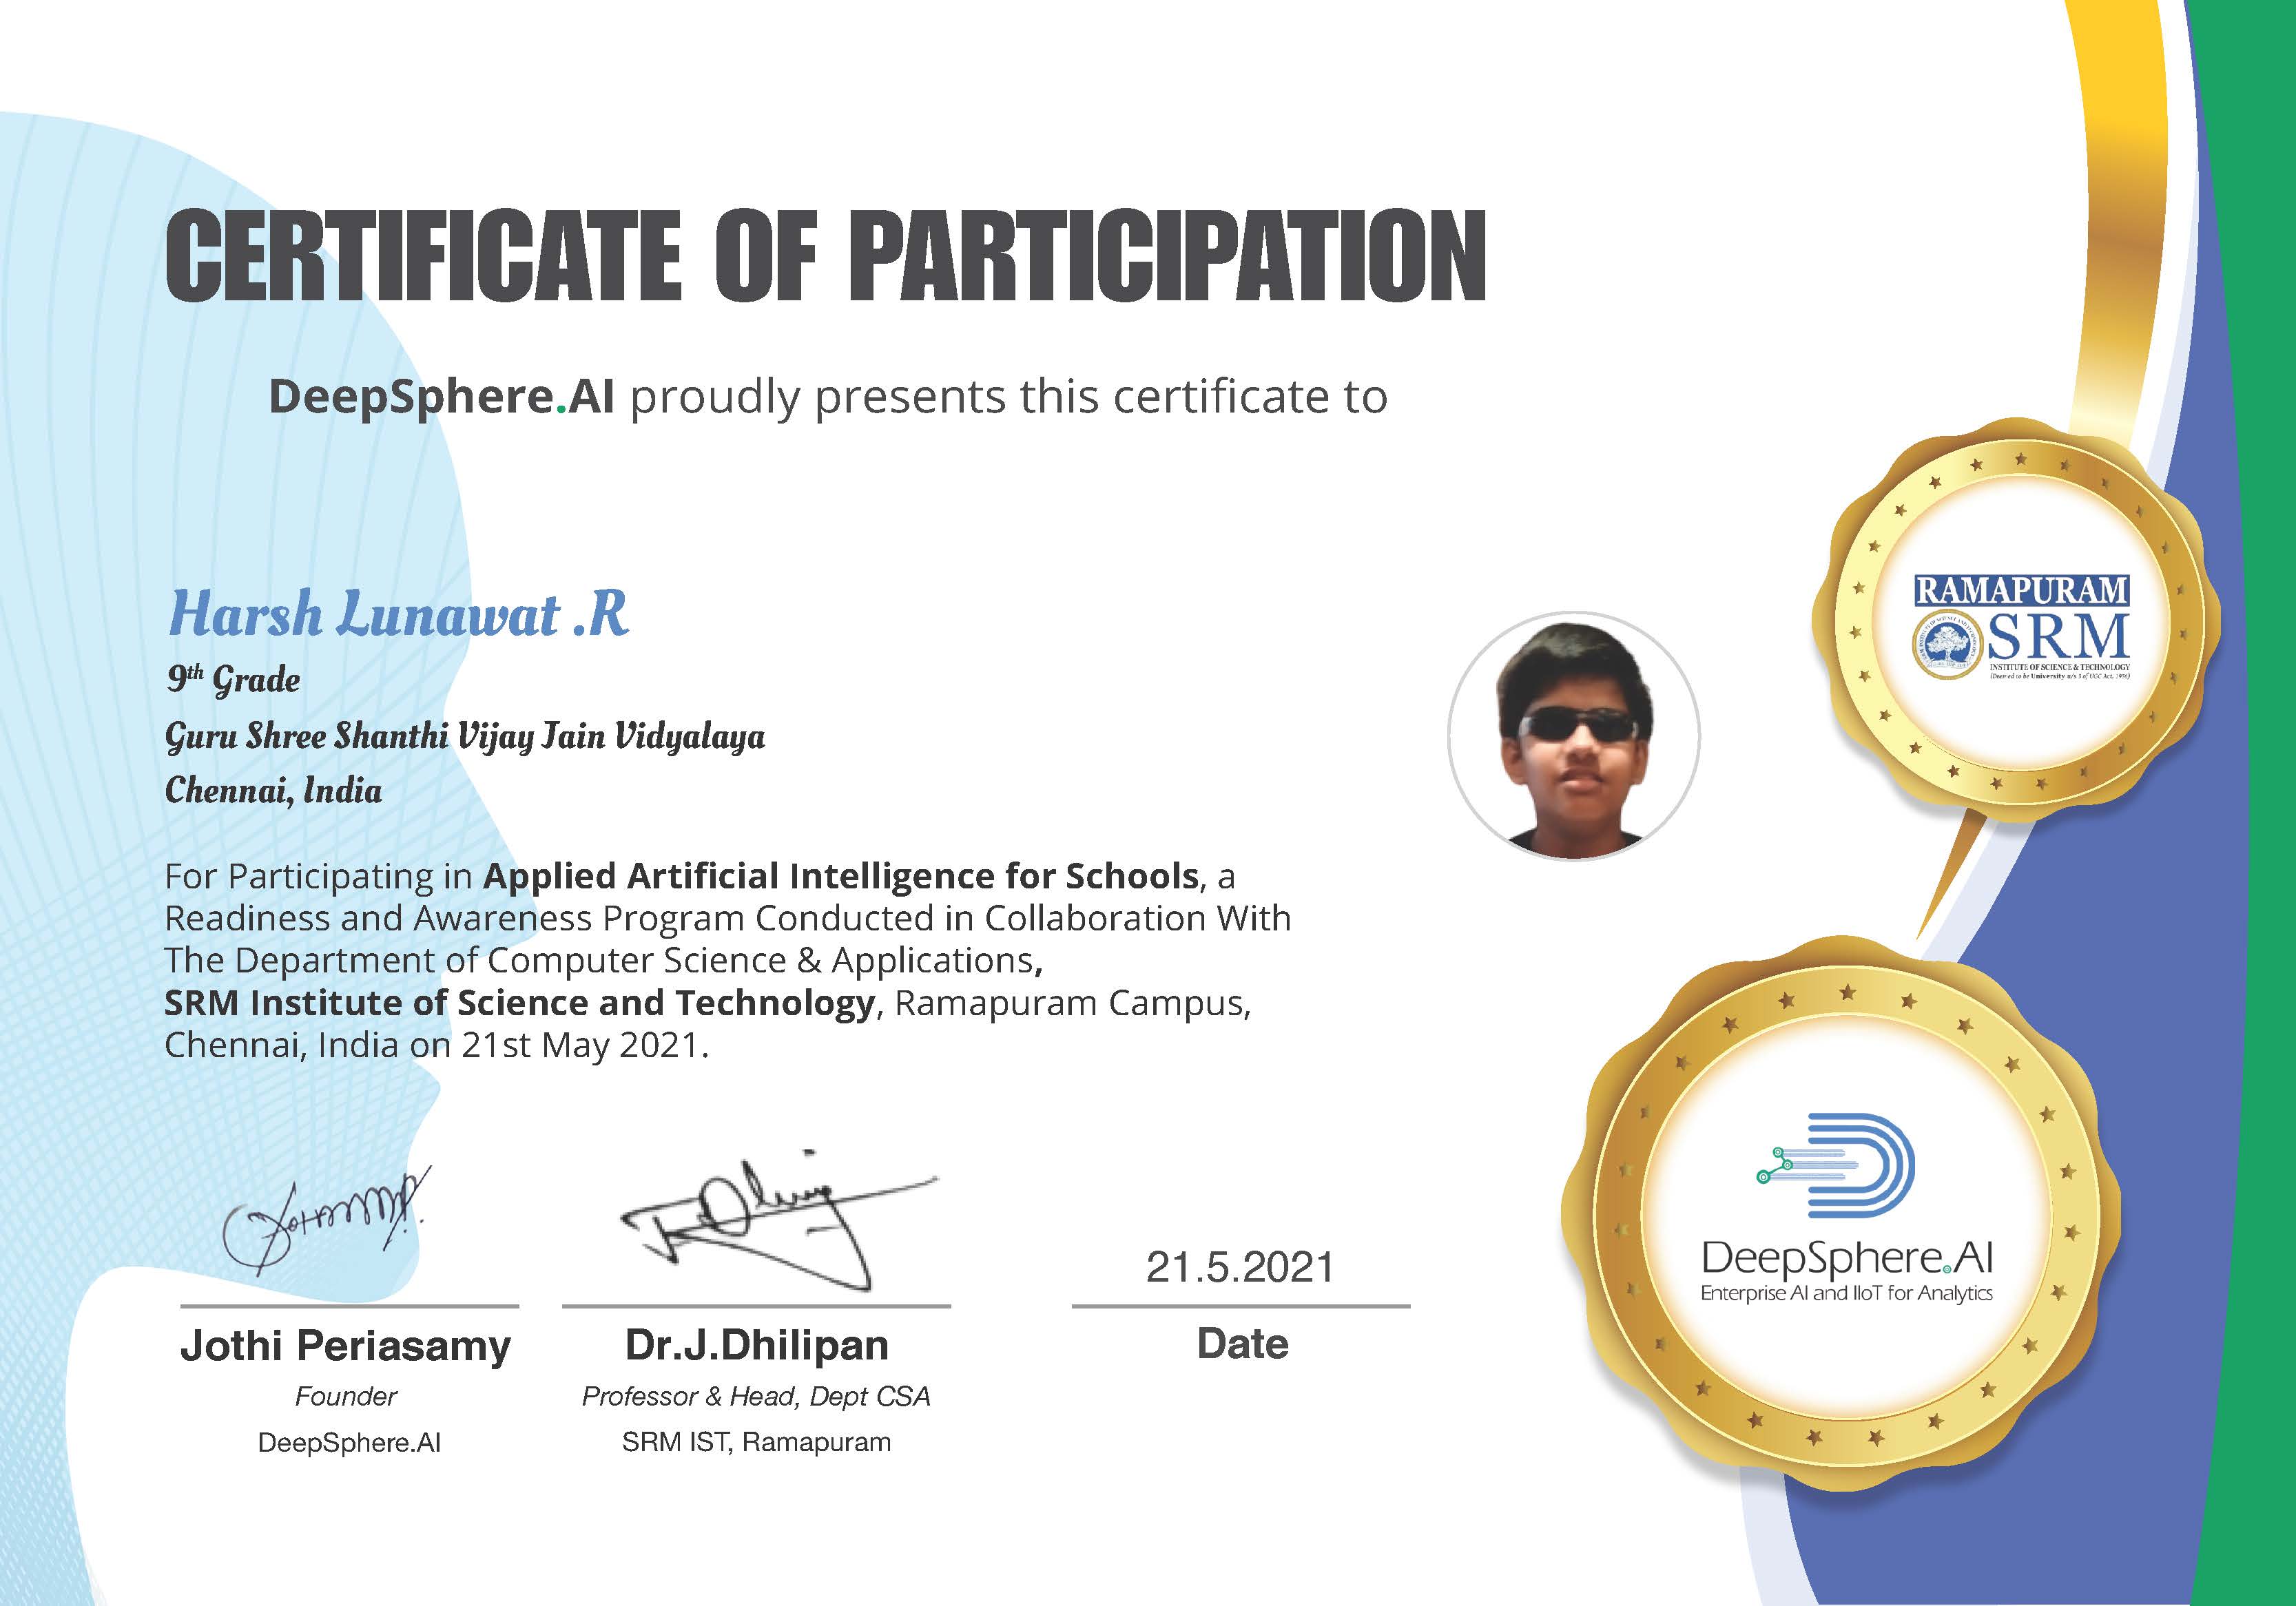 CERTIFICATE OF PARTICIPATION
DeepSphere.AI proudly presents this certificate to
Harsh Lunawat .R
9th Grade
Guru Shree Shanthi Vijay Jain Vidyalaya
Chennai, India
For Participating in Applied Artificial Intelligence for Schools, a
Readiness and Awareness Program Conducted in Collaboration With
The Department of Computer Science & Applications,
SRM Institute of Science and Technology, Ramapuram Campus,
Chennai, India on 21st May 2021.
RAMAPURAM
SRM
INSTITUTE OF SCIENCE & TECHNOLOGY
(Deemed to be University u/s 3 of UGC Act, 1956)
DeepSphere.AI
Enterprise AI and IIoT for Analytics
21.5.2021
Jothi Periasamy
Founder
DeepSphere.AI
Dr.J.Dhilipan
Professor & Head, Dept CSA
SRM IST, Ramapuram
Date